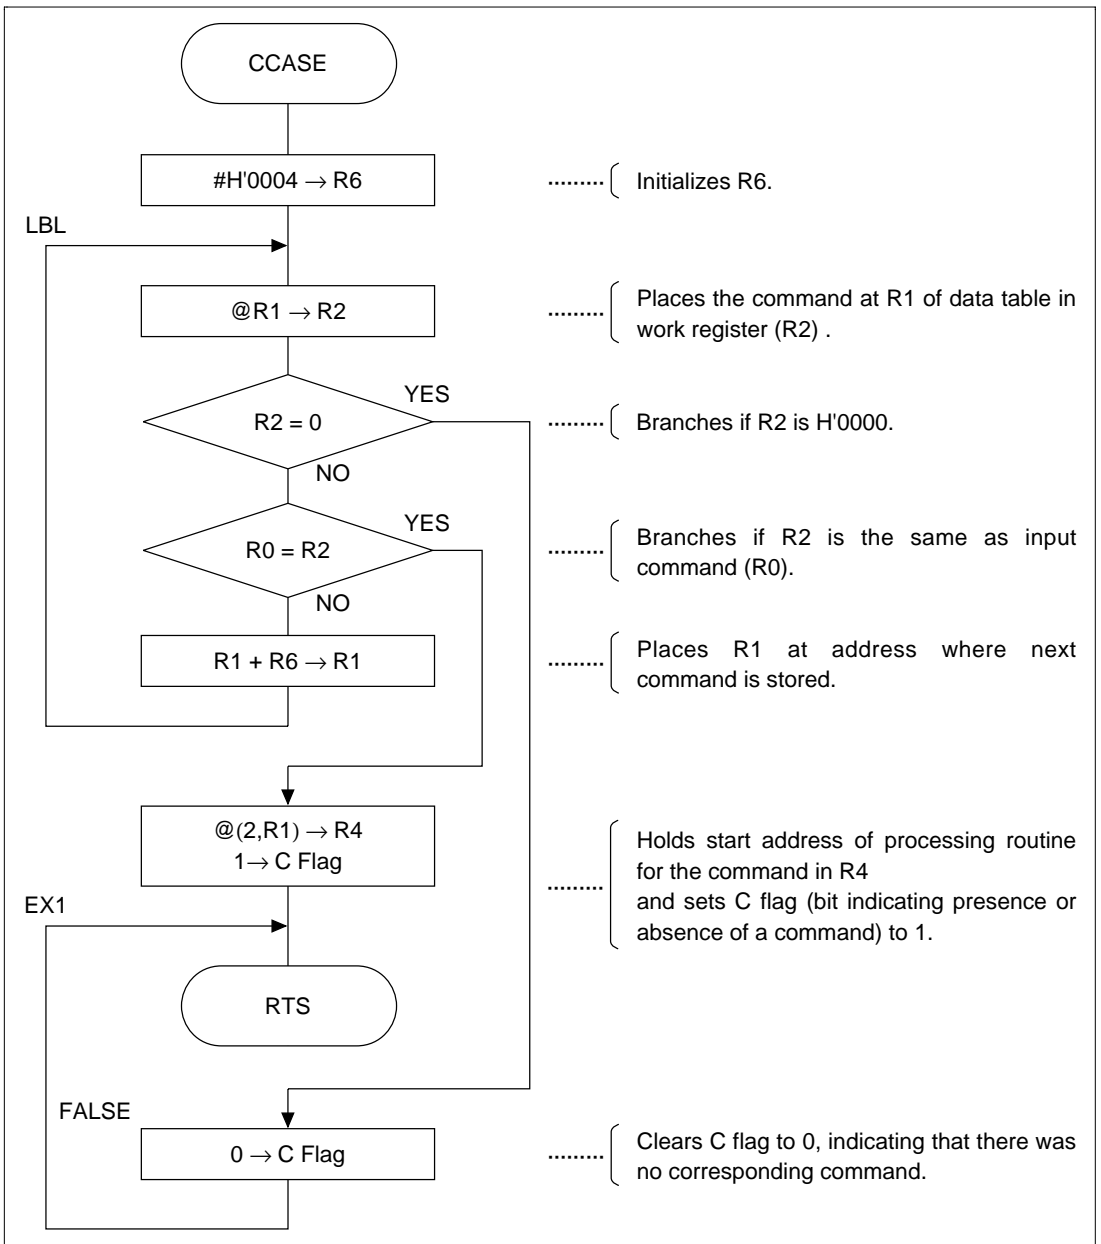 CCASE
#H'0004 → R6
Initializes R6.
LBL
@R1 → R2
Places the command at R1 of data table in
work register (R2) .
YES
R2 = 0
Branches if R2 is H'0000.
NO
YES
R0 = R2
Branches if R2 is the same as input
command (R0).
NO
R1 + R6 → R1
Places R1 at address where next
command is stored.
@(2,R1) → R4
1→ C Flag
Holds start address of processing routine
for the command in R4
and sets C flag (bit indicating presence or
absence of a command) to 1.
EX1
RTS
FALSE
0 → C Flag
Clears C flag to 0, indicating that there was
no corresponding command.